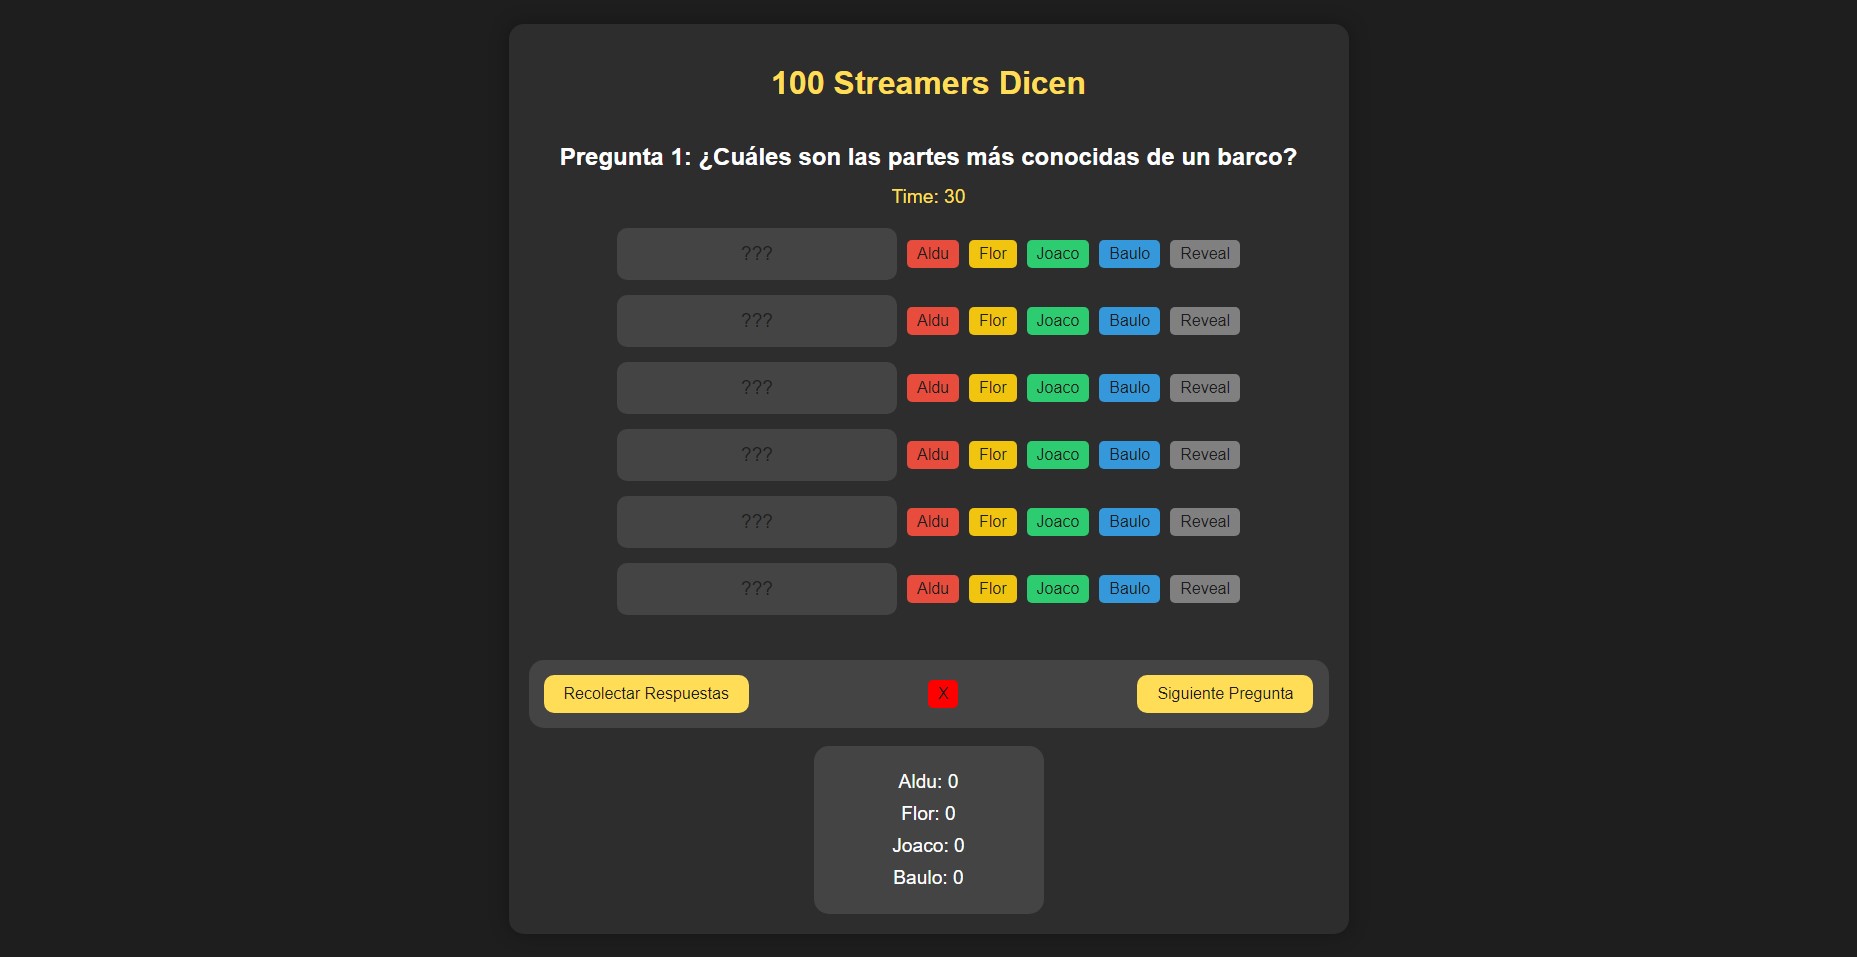 100 Streamers Dicen
Pregunta 1: ¿Cuáles son las partes más conocidas de un barco?
Time: 30
??? Aldu Flor Joaco Baulo Reveal
??? Aldu Flor Joaco Baulo Reveal
??? Aldu Flor Joaco Baulo Reveal
??? Aldu Flor Joaco Baulo Reveal
??? Aldu Flor Joaco Baulo Reveal
??? Aldu Flor Joaco Baulo Reveal
Recolectar Respuestas X Siguiente Pregunta
Aldu: 0
Flor: 0
Joaco: 0
Baulo: 0